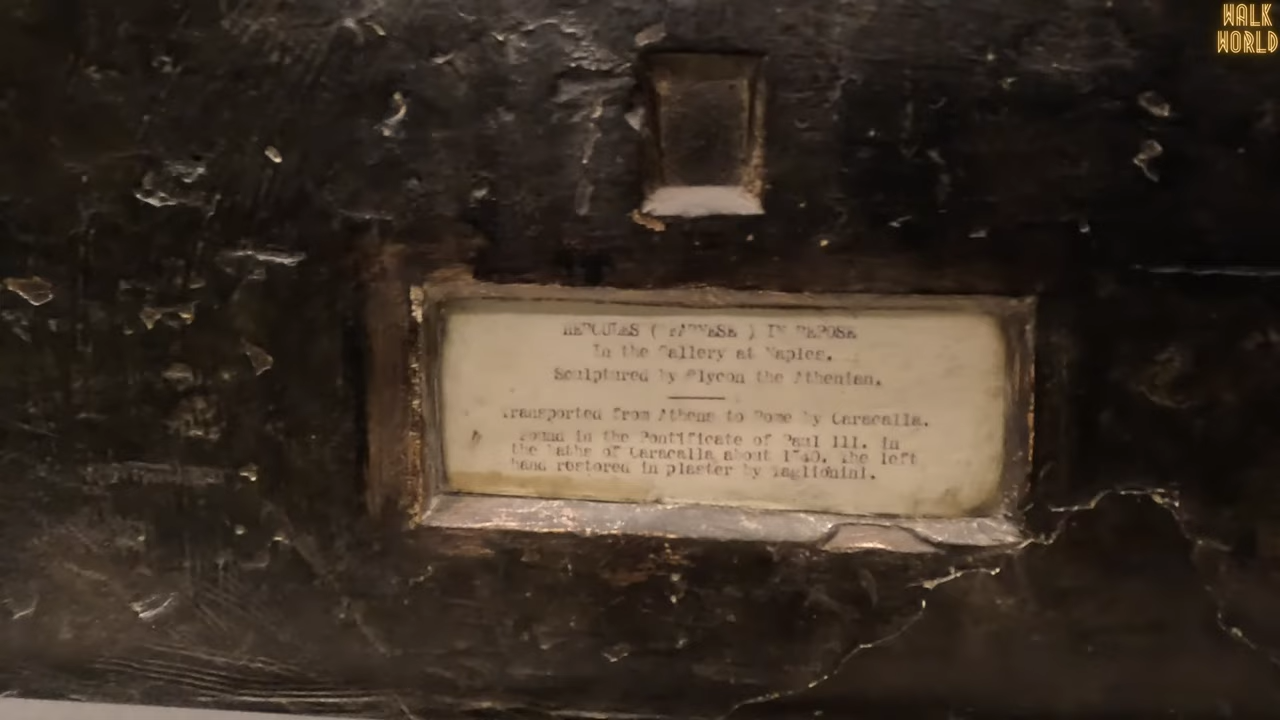 WALK
WORLD
HERCULES ( FARNESE ) IN REPOSE
In the Gallery at Naples.
Sculptured by Glycon the Athenian.
Transported from Athens to Rome by Caracalla.
Found in the Pontificate of Paul III. in
the baths of Caracalla about 1540. The left
hand restored in plaster by Taglionini.